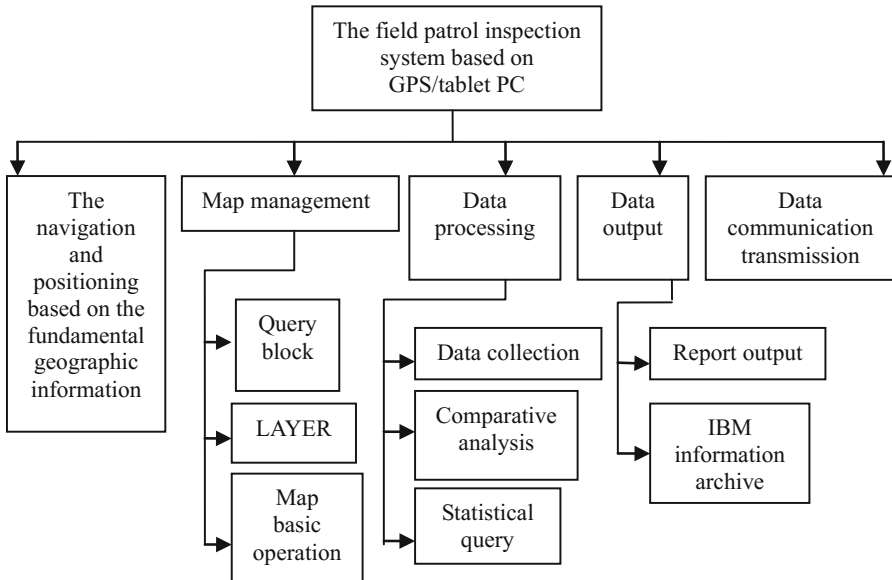 The field patrol inspection
system based on
GPS/tablet PC
The
navigation
and
positioning
based on the
fundamental
geographic
information
Map management
Data
processing
Data
output
Data
communication
transmission
Query
block
LAYER
Map
basic
operation
Data collection
Comparative
analysis
Statistical
query
Report output
IBM
information
archive